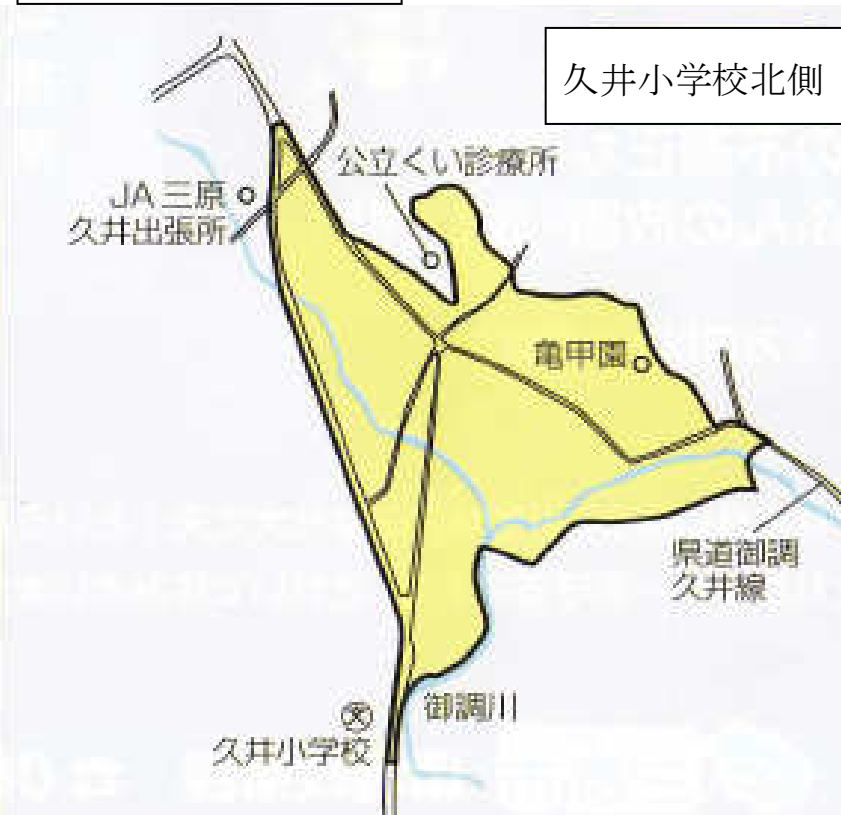 久井小学校北側
公立くい診療所
JA三原
久井出張所
亀甲園
県道御調
久井線
御調川
久井小学校